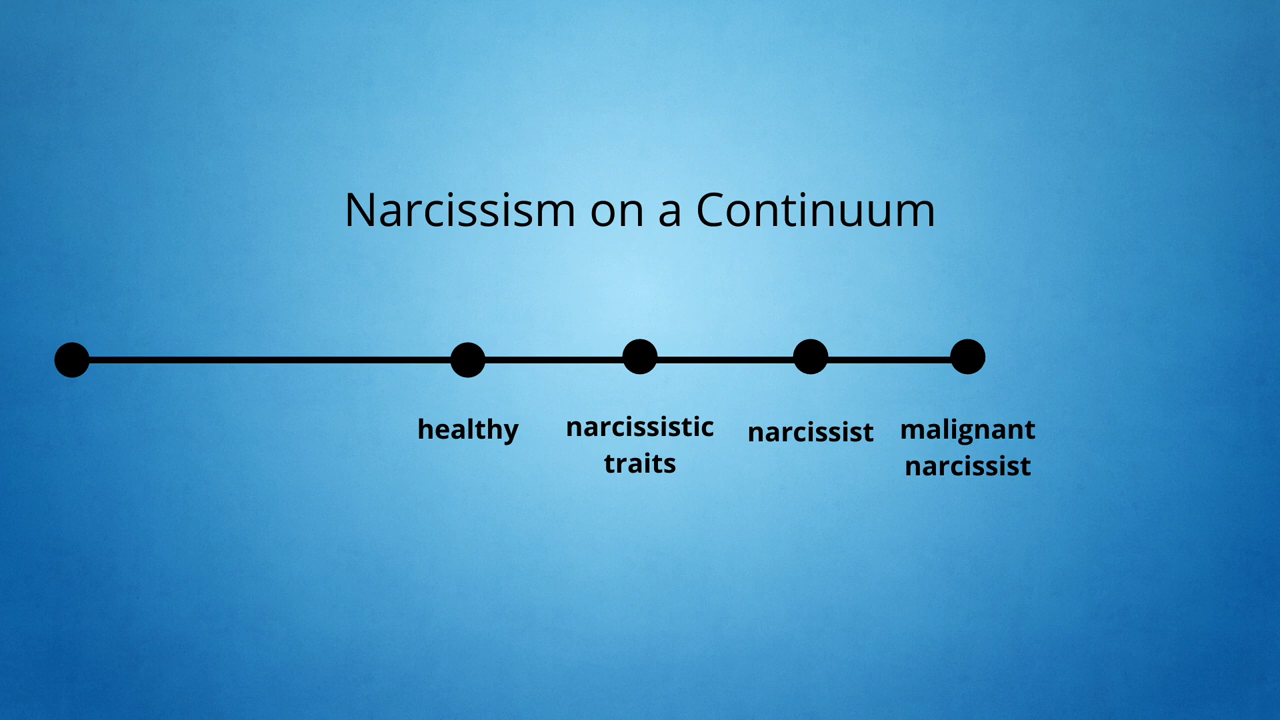 Narcissism on a Continuum
healthy
narcissistic
traits
narcissist
malignant
narcissist